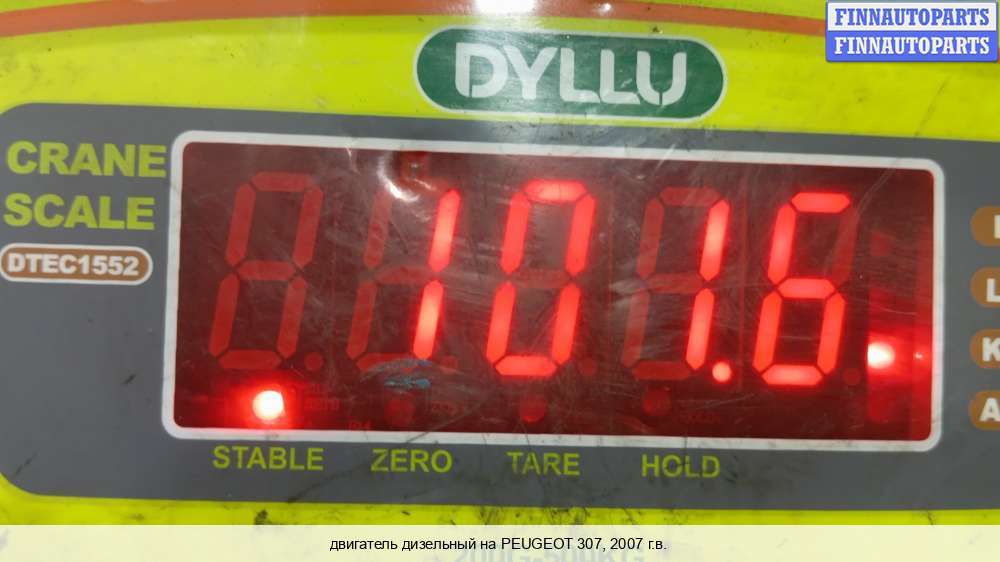 FINNAUTOPARTS
FINNAUTOPARTS
DYLLU
CRANE
SCALE
DTEC1552
101.6
L
K
A
STABLE ZERO TARE HOLD
двигатель дизельный на PEUGEOT 307, 2007 г.в.